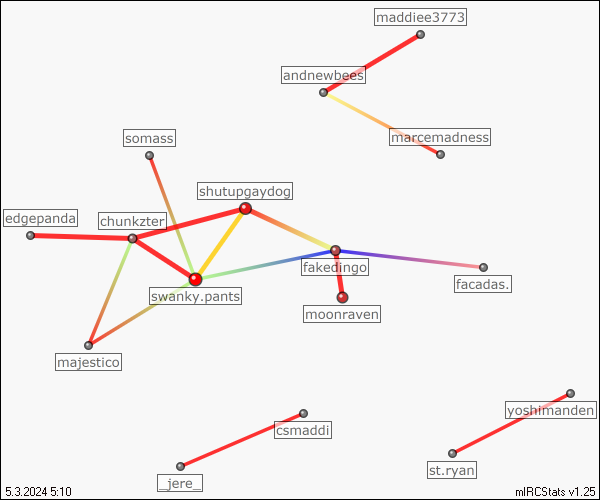 maddiee3773
andnewbees
marcemadness
somass
shutupgaydog
edgepanda
chunkzter
fakedingo
facadas.
swanky.pants
moonraven
majestico
yoshimanden
csmaddi
st.ryan
_jere_
5.3.2024 5:10
mIRCStats v1.25